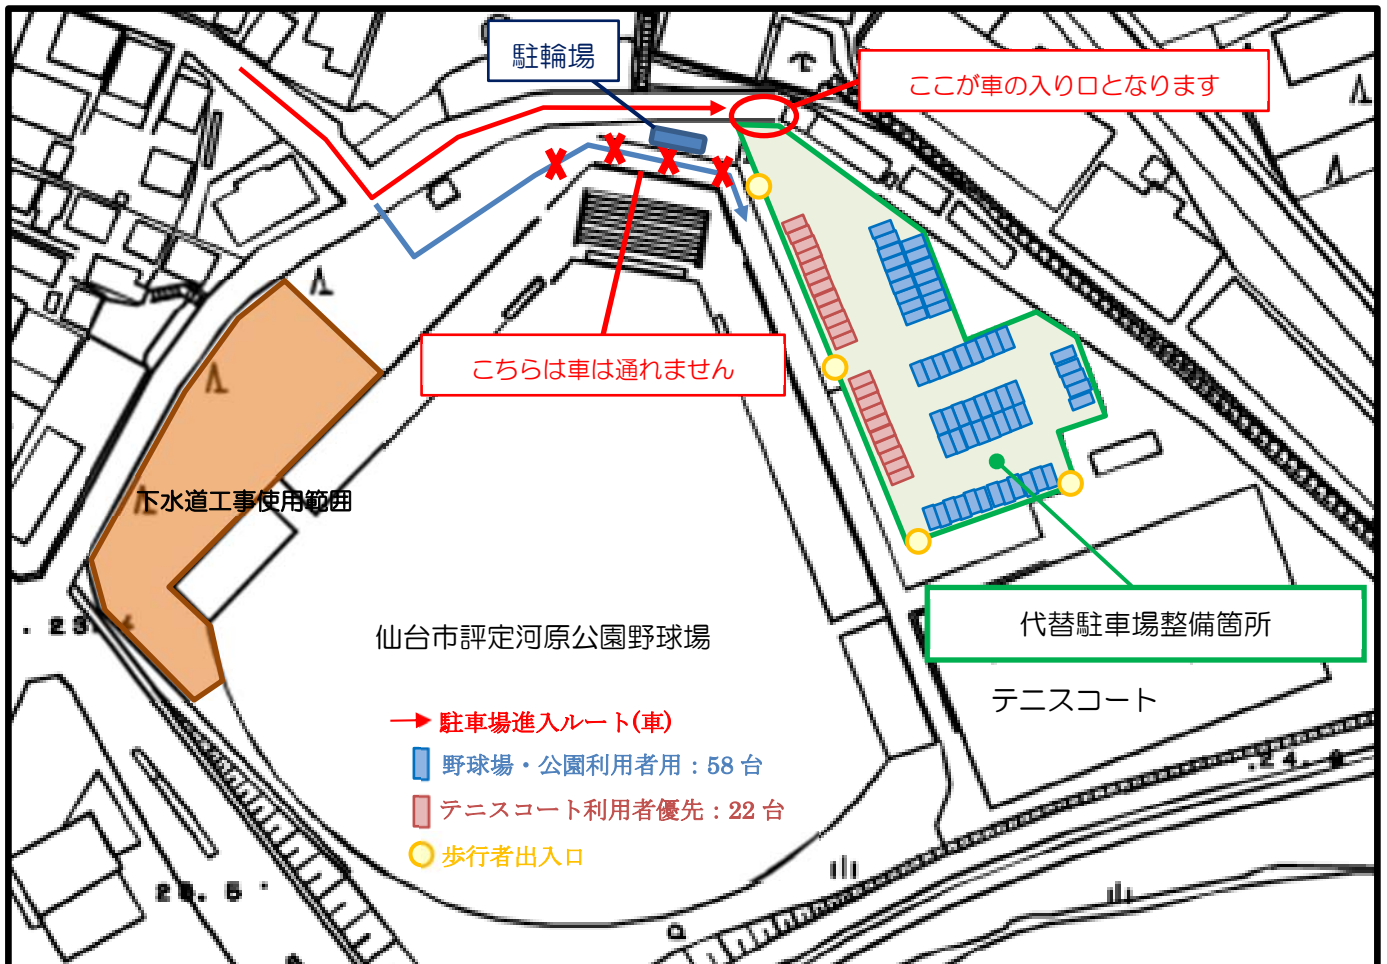 駐輪場
ここが車の入り口となります
こちらは車は通れません
下水道工事使用範囲
仙台市評定河原公園野球場
代替駐車場整備箇所
テニスコート
駐車場進入ルート(車)
野球場・公園利用者用：58 台
テニスコート利用者優先：22 台
歩行者出入口